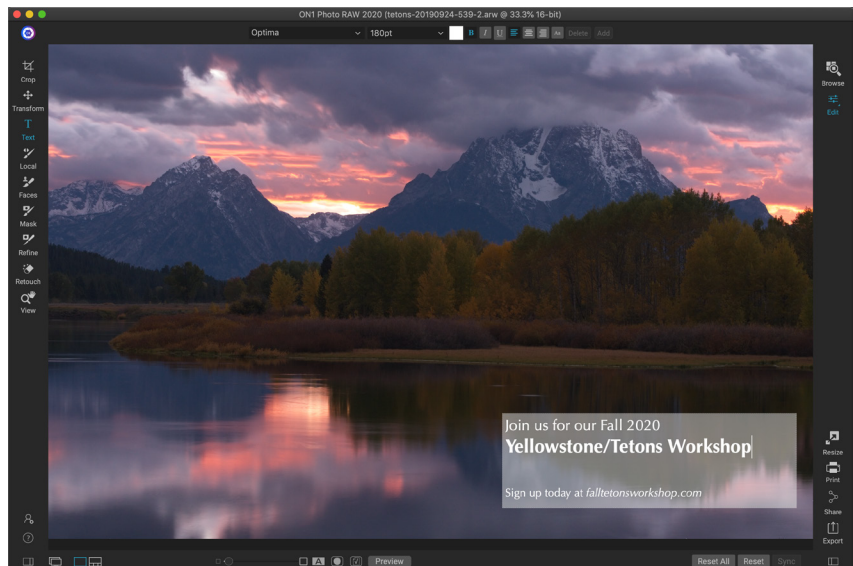 ON1 Photo RAW 2020 (tetons-20190924-539-2.arw @ 33.3% 16-bit)
Optima 180pt B I U Aa Delete Add
Crop
Transform
Text
Local
Faces
Mask
Refine
Retouch
View
Browse
Edit
Join us for our Fall 2020
Yellowstone/Tetons Workshop
Sign up today at falltetonsworkshop.com
Resize
Print
Share
Export
A Preview Reset All Reset Sync